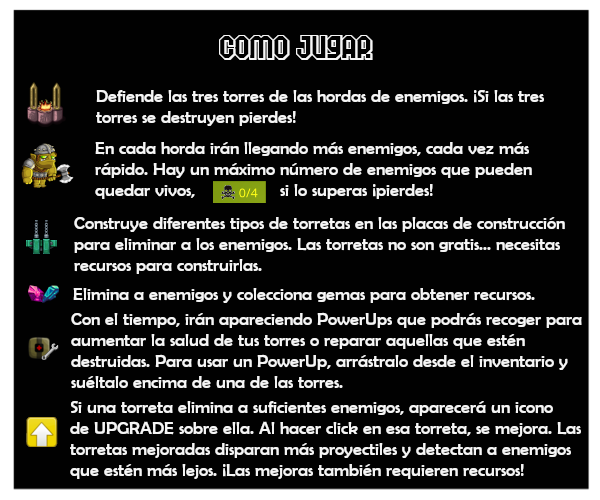 COMO JUGAR
Defiende las tres torres de las hordas de enemigos. ¡Si las tres
torres se destruyen pierdes!
En cada horda irán llegando más enemigos, cada vez más
rápido. Hay un máximo número de enemigos que pueden
quedar vivos, 0/4 si lo superas ¡pierdes!
Construye diferentes tipos de torretas en las placas de construcción
para eliminar a los enemigos. Las torretas no son gratis... necesitas
recursos para construirlas.
Elimina a enemigos y colecciona gemas para obtener recursos.
Con el tiempo, irán apareciendo PowerUps que podrás recoger para
aumentar la salud de tus torres o reparar aquellas que estén
destruidas. Para usar un PowerUp, arrástralo desde el inventario y
suéltalo encima de una de las torres.
Si una torreta elimina a suficientes enemigos, aparecerá un icono
de UPGRADE sobre ella. Al hacer click en esa torreta, se mejora. Las
torretas mejoradas disparan más proyectiles y detectan a enemigos
que estén más lejos. ¡Las mejoras también requieren recursos!